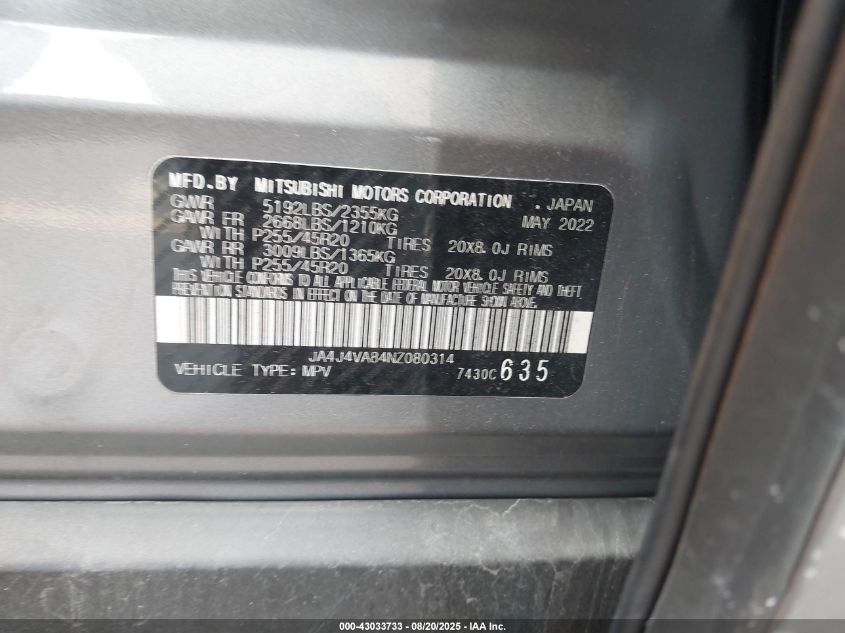 MFD.BY MITSUBISHI MOTORS CORPORATION . JAPAN
GVWR 5192LBS/2355KG MAY 2022
GAWR FR 2668LBS/1210KG
WITH P255/45R20 TIRES 20X8.0J RIMS
GAWR RR 3009LBS/1365KG
WITH P255/45R20 TIRES 20X8.0J RIMS
THIS VEHICLE CONFORMS TO ALL APPLICABLE FEDERAL MOTOR VEHICLE SAFETY AND THEFT
PREVENTION STANDARDS IN EFFECT ON THE DATE OF MANUFACTURE SHOWN ABOVE.
JA4J4VA84NZ080314
VEHICLE TYPE: MPV 7430C 635
000-43033733 - 08/20/2025 - IAA Inc.